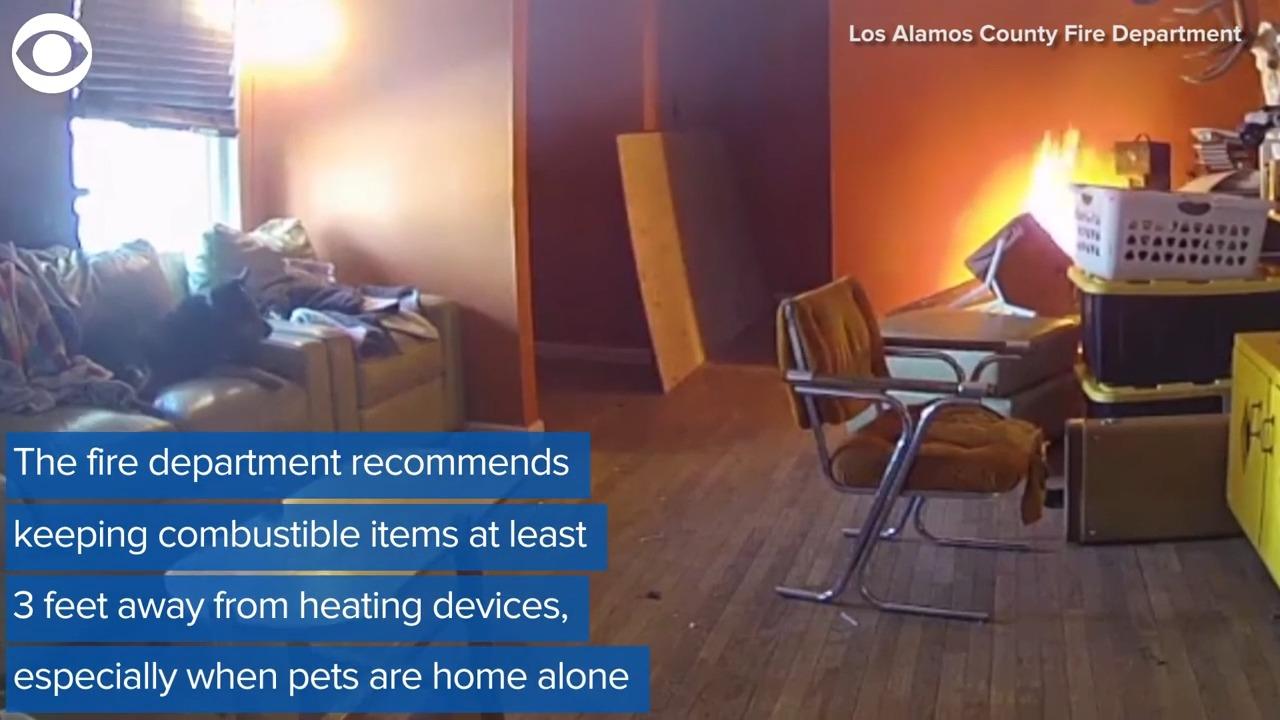 Los Alamos County Fire Department
The fire department recommends
keeping combustible items at least
3 feet away from heating devices,
especially when pets are home alone